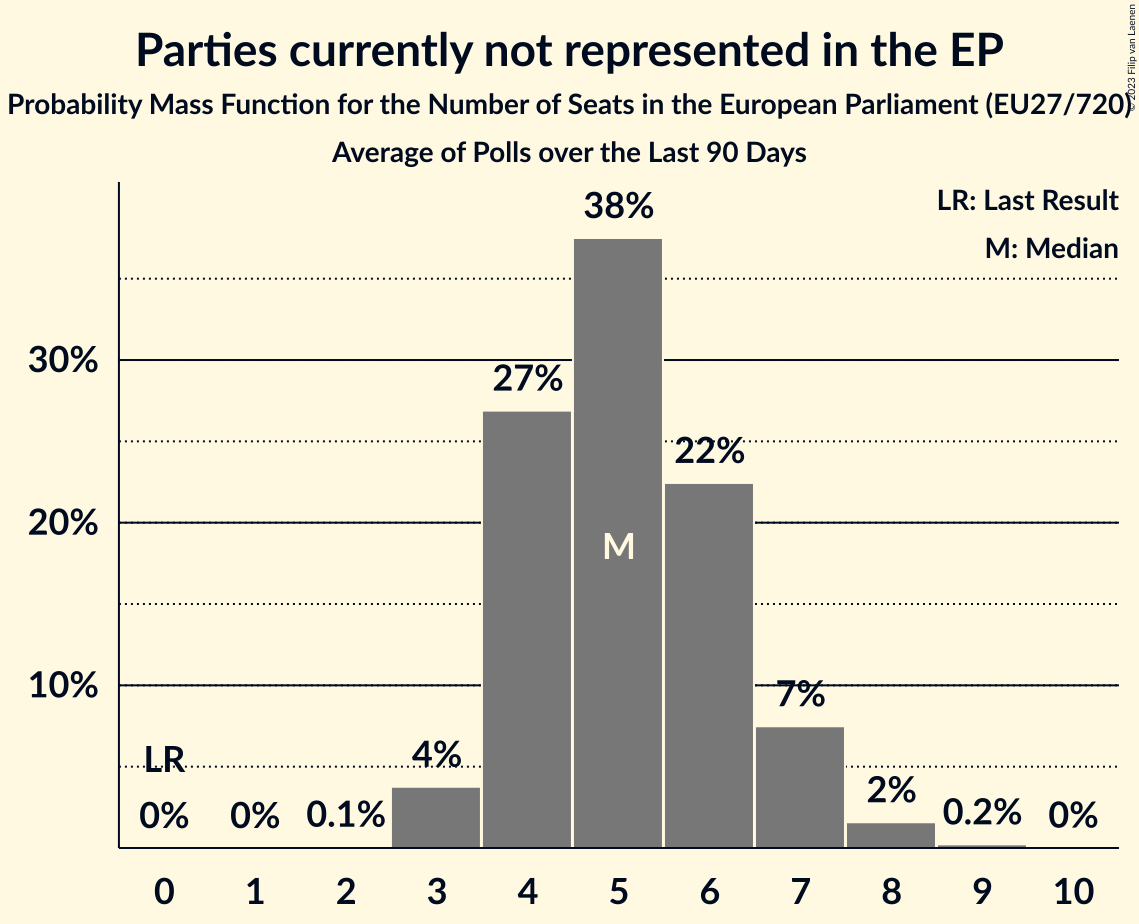 Parties currently not represented in the EP
Probability Mass Function for the Number of Seats in the European Parliament (EU27/720)
Average of Polls over the Last 90 Days
© 2023 Filip van Laenen
LR: Last Result
M: Median
38%
30%
27%
22%
20%
M
10%
7%
LR
4%
2%
0%
0%
0.1%
0.2%
0%
0 1 2 3 4 5 6 7 8 9 10